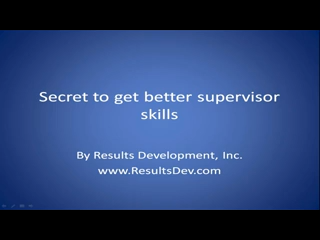 Secret to get better supervisor
skills
By Results Development, Inc.
www.ResultsDev.com